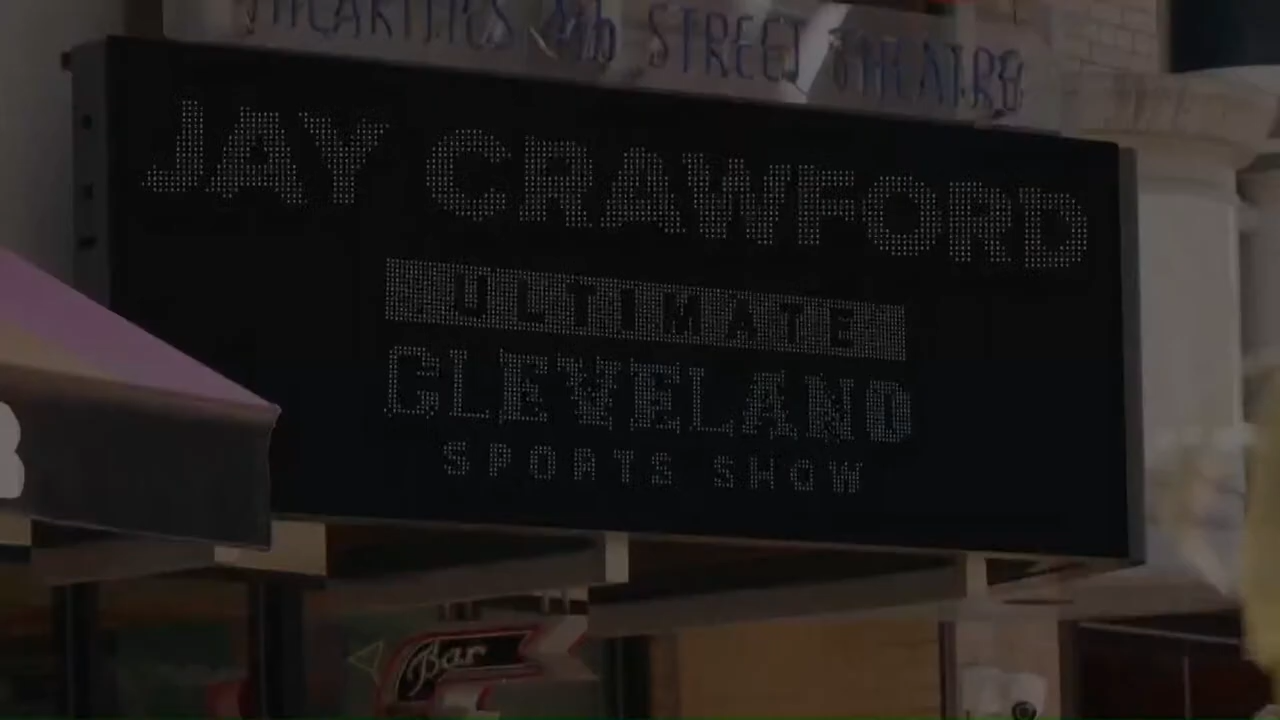 STREET THEATRE
JAY CRAWFORD
ULTIMATE
CLEVELAND
SPORTS SHOW
Bar